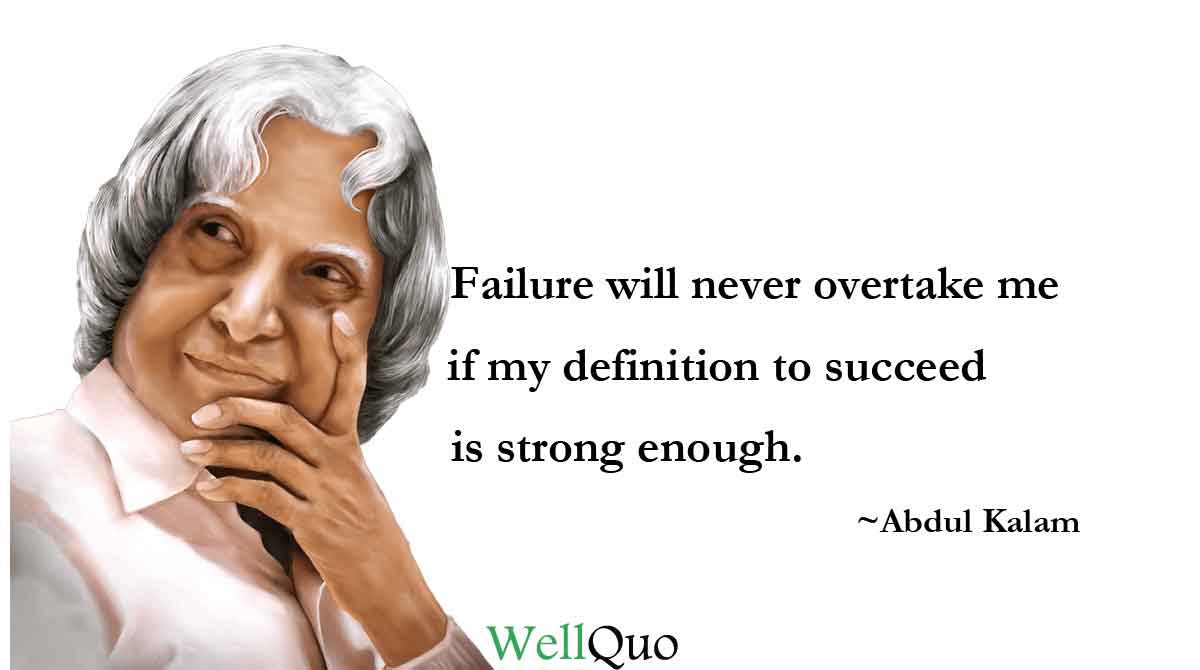 Failure will never overtake me
if my definition to succeed
is strong enough.
~Abdul Kalam
WellQuo